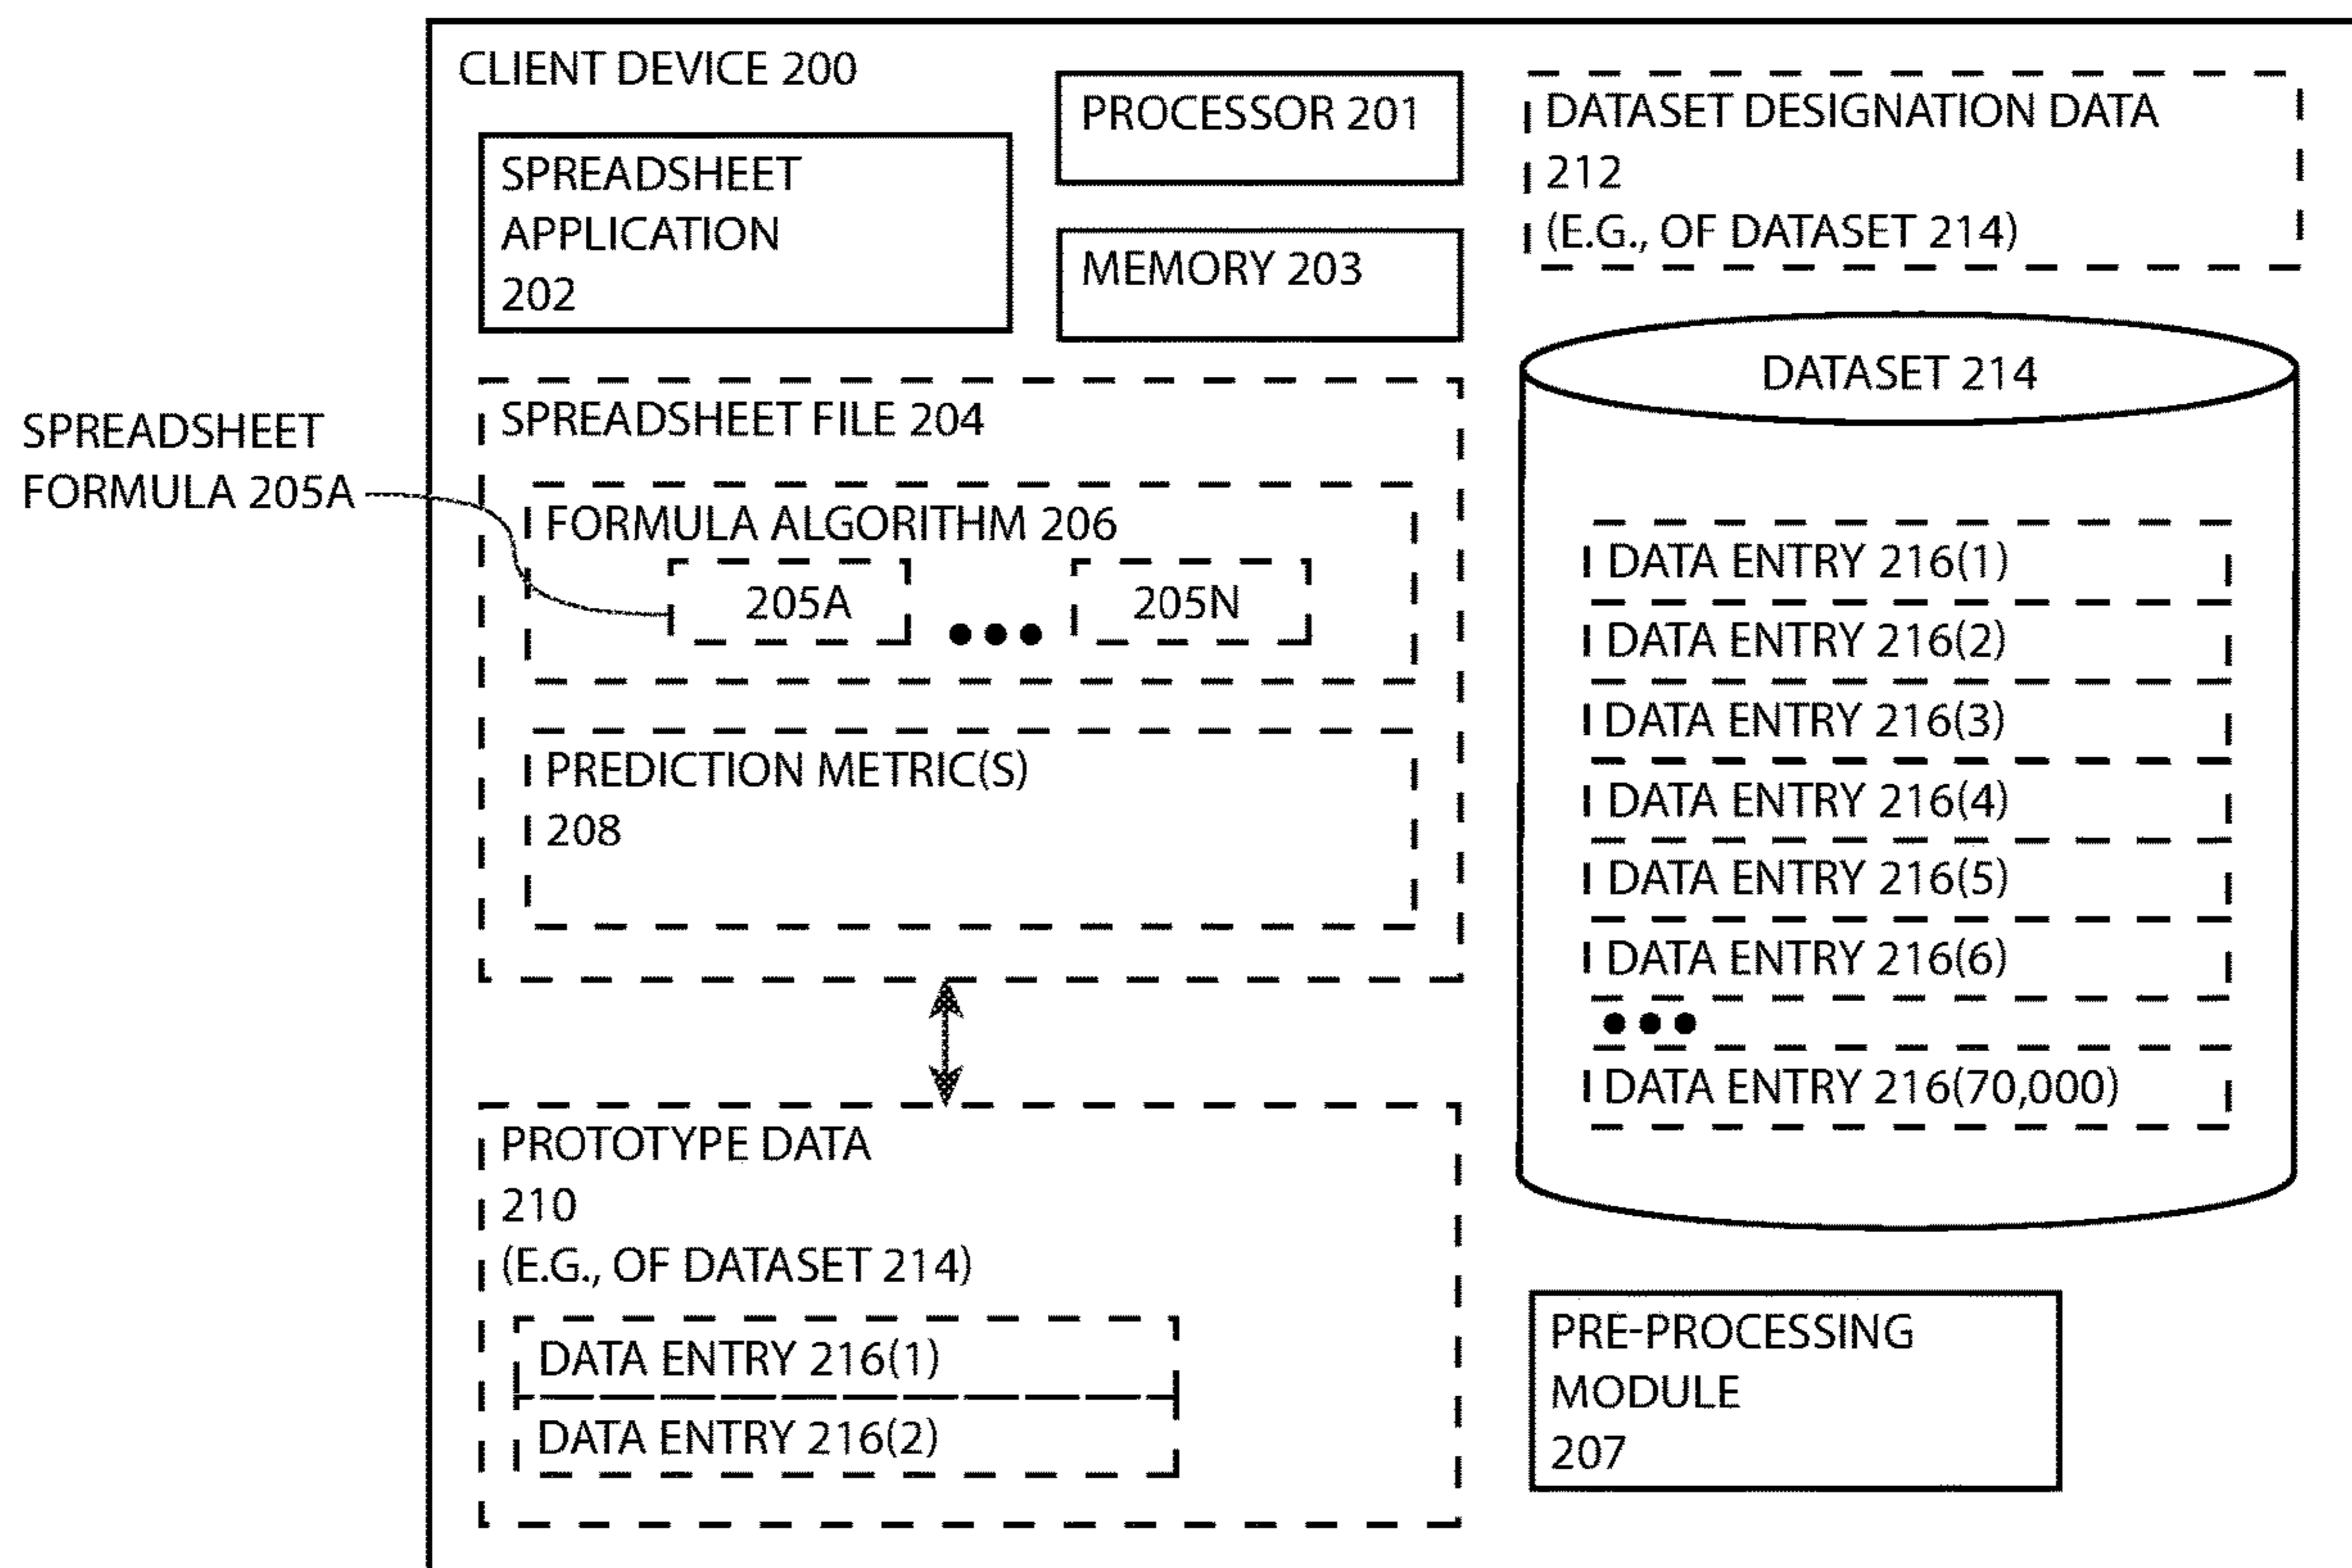 CLIENT DEVICE 200
SPREADSHEET
APPLICATION
202
PROCESSOR 201
MEMORY 203
DATASET DESIGNATION DATA
212
(E.G., OF DATASET 214)
SPREADSHEET
FORMULA 205A
SPREADSHEET FILE 204
FORMULA ALGORITHM 206
205A
205N
PREDICTION METRIC(S)
208
PROTOTYPE DATA
210
(E.G., OF DATASET 214)
DATA ENTRY 216(1)
DATA ENTRY 216(2)
DATASET 214
DATA ENTRY 216(1)
DATA ENTRY 216(2)
DATA ENTRY 216(3)
DATA ENTRY 216(4)
DATA ENTRY 216(5)
DATA ENTRY 216(6)
DATA ENTRY 216(70,000)
PRE-PROCESSING
MODULE
207